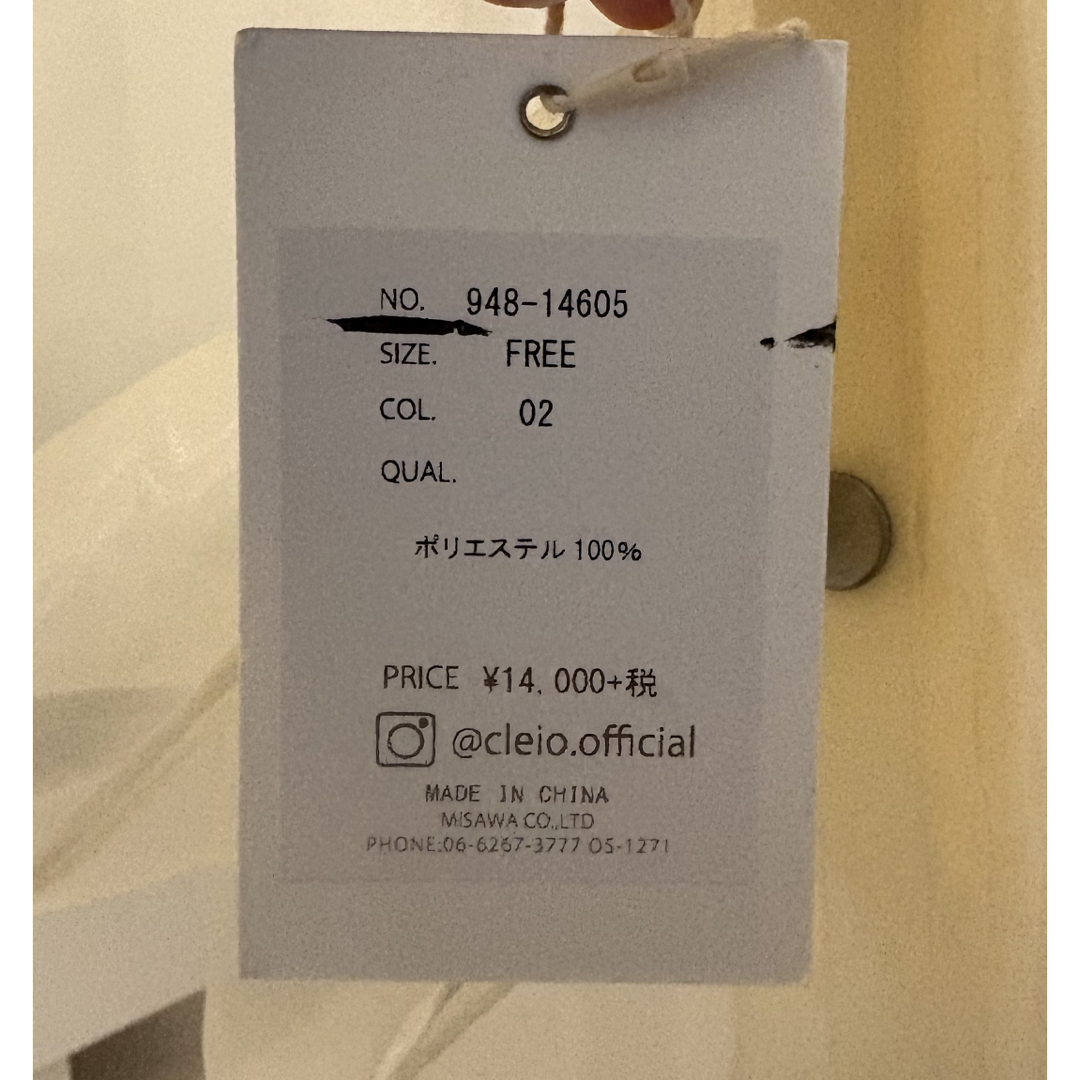 NO. 948-14605
SIZE. FREE
COL. 02
QUAL.
ポリエステル 100%
PRICE ¥14,000+税
@cleio.official
MADE IN CHINA
MISAWA CO.,LTD
PHONE:06-6267-3777 OS-1271